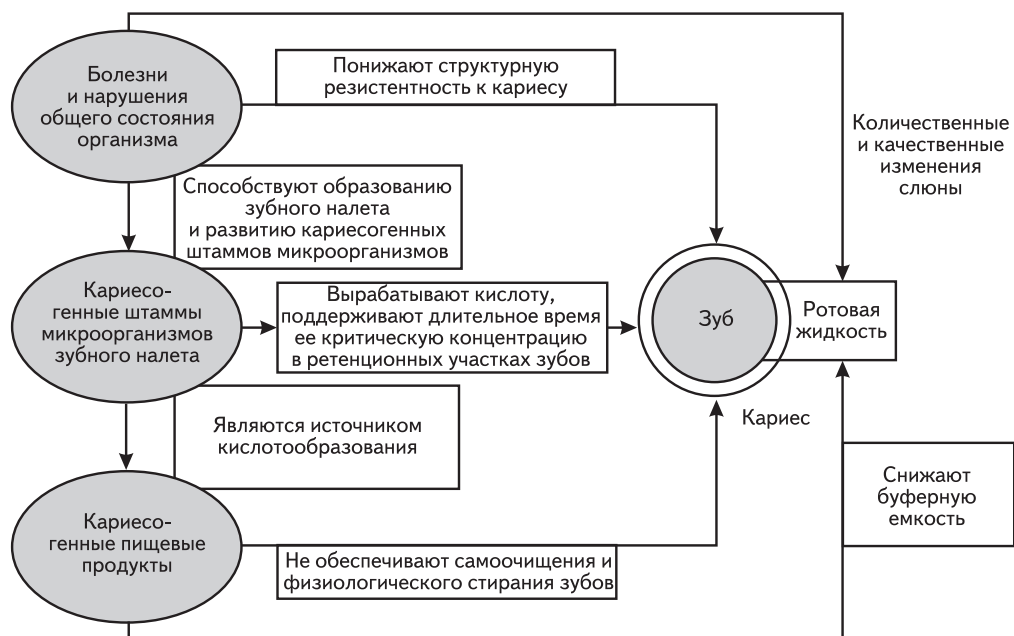 Болезни
и нарушения
общего состояния
организма
Понижают структурную
резистентность к кариесу
Количественные
и качественные
изменения
слюны
Способствуют образованию
зубного налета
и развитию кариесогенных
штаммов микроорганизмов
Кариесо-
генные штаммы
микроорганизмов
зубного налета
Вырабатывают кислоту,
поддерживают длительное время
ее критическую концентрацию
в ретенционных участках зубов
Зуб
Ротовая
жидкость
Кариес
Являются источником
кислотообразования
Снижают
буферную
емкость
Кариесо-
генные пищевые
продукты
Не обеспечивают самоочищения и
физиологического стирания зубов